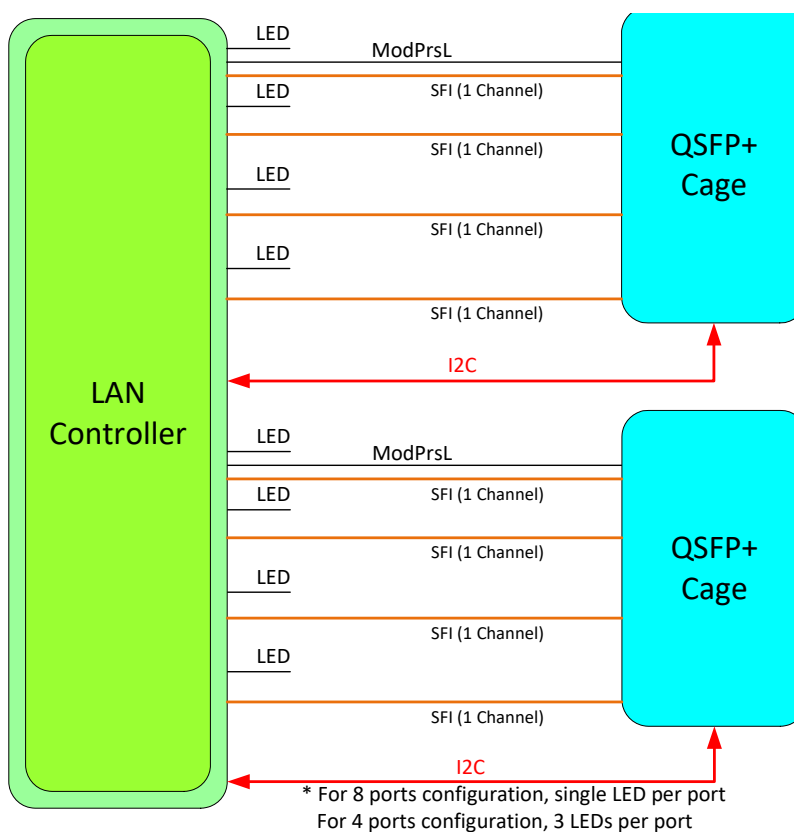 LED
ModPrsL
SFI (1 Channel)
LED
SFI (1 Channel)
LED
SFI (1 Channel)
LED
SFI (1 Channel)
QSFP+
Cage
I2C
LAN
Controller
LED
ModPrsL
SFI (1 Channel)
LED
SFI (1 Channel)
LED
SFI (1 Channel)
LED
SFI (1 Channel)
QSFP+
Cage
I2C
* For 8 ports configuration, single LED per port
For 4 ports configuration, 3 LEDs per port